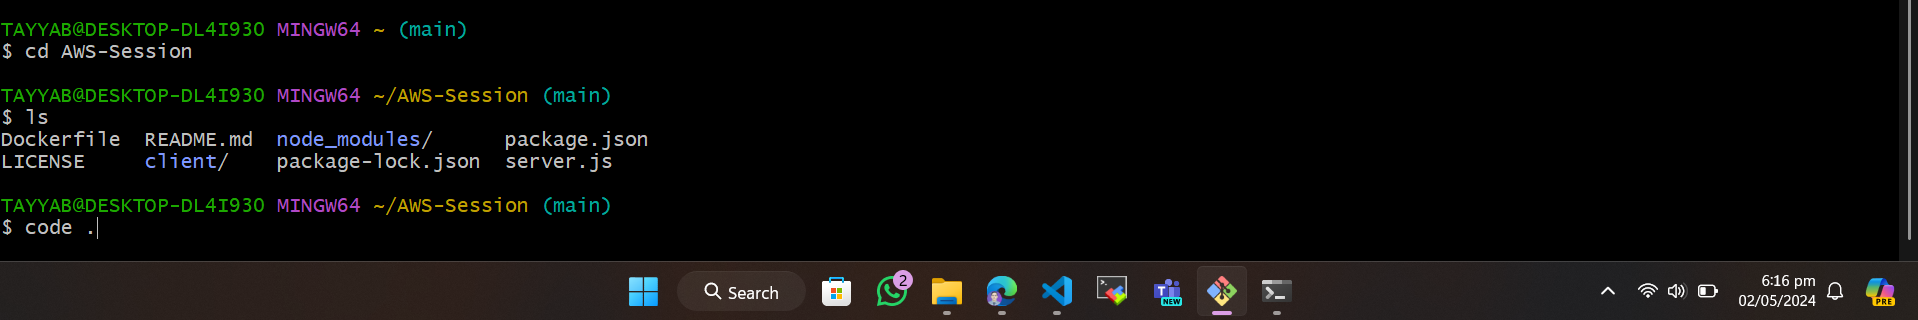 TAYYAB@DESKTOP-DL4I930 MINGW64 ~ (main)
$ cd AWS-Session
TAYYAB@DESKTOP-DL4I930 MINGW64 ~/AWS-Session (main)
$ ls
Dockerfile  README.md  node_modules/      package.json
LICENSE     client/    package-lock.json  server.js
TAYYAB@DESKTOP-DL4I930 MINGW64 ~/AWS-Session (main)
$ code .
Search
2
NEW
6:16 pm
02/05/2024
PRE